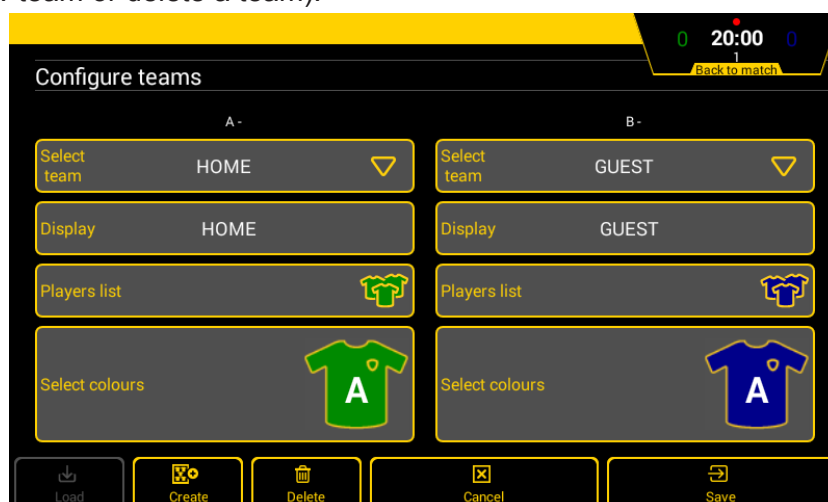 team or delete a team).
0 20:00 0
1
Back to match
Configure teams
A -
B -
Select team HOME
Select team GUEST
Display HOME
Display GUEST
Players list
Players list
Select colours A
Select colours A
Load
Create
Delete
Cancel
Save